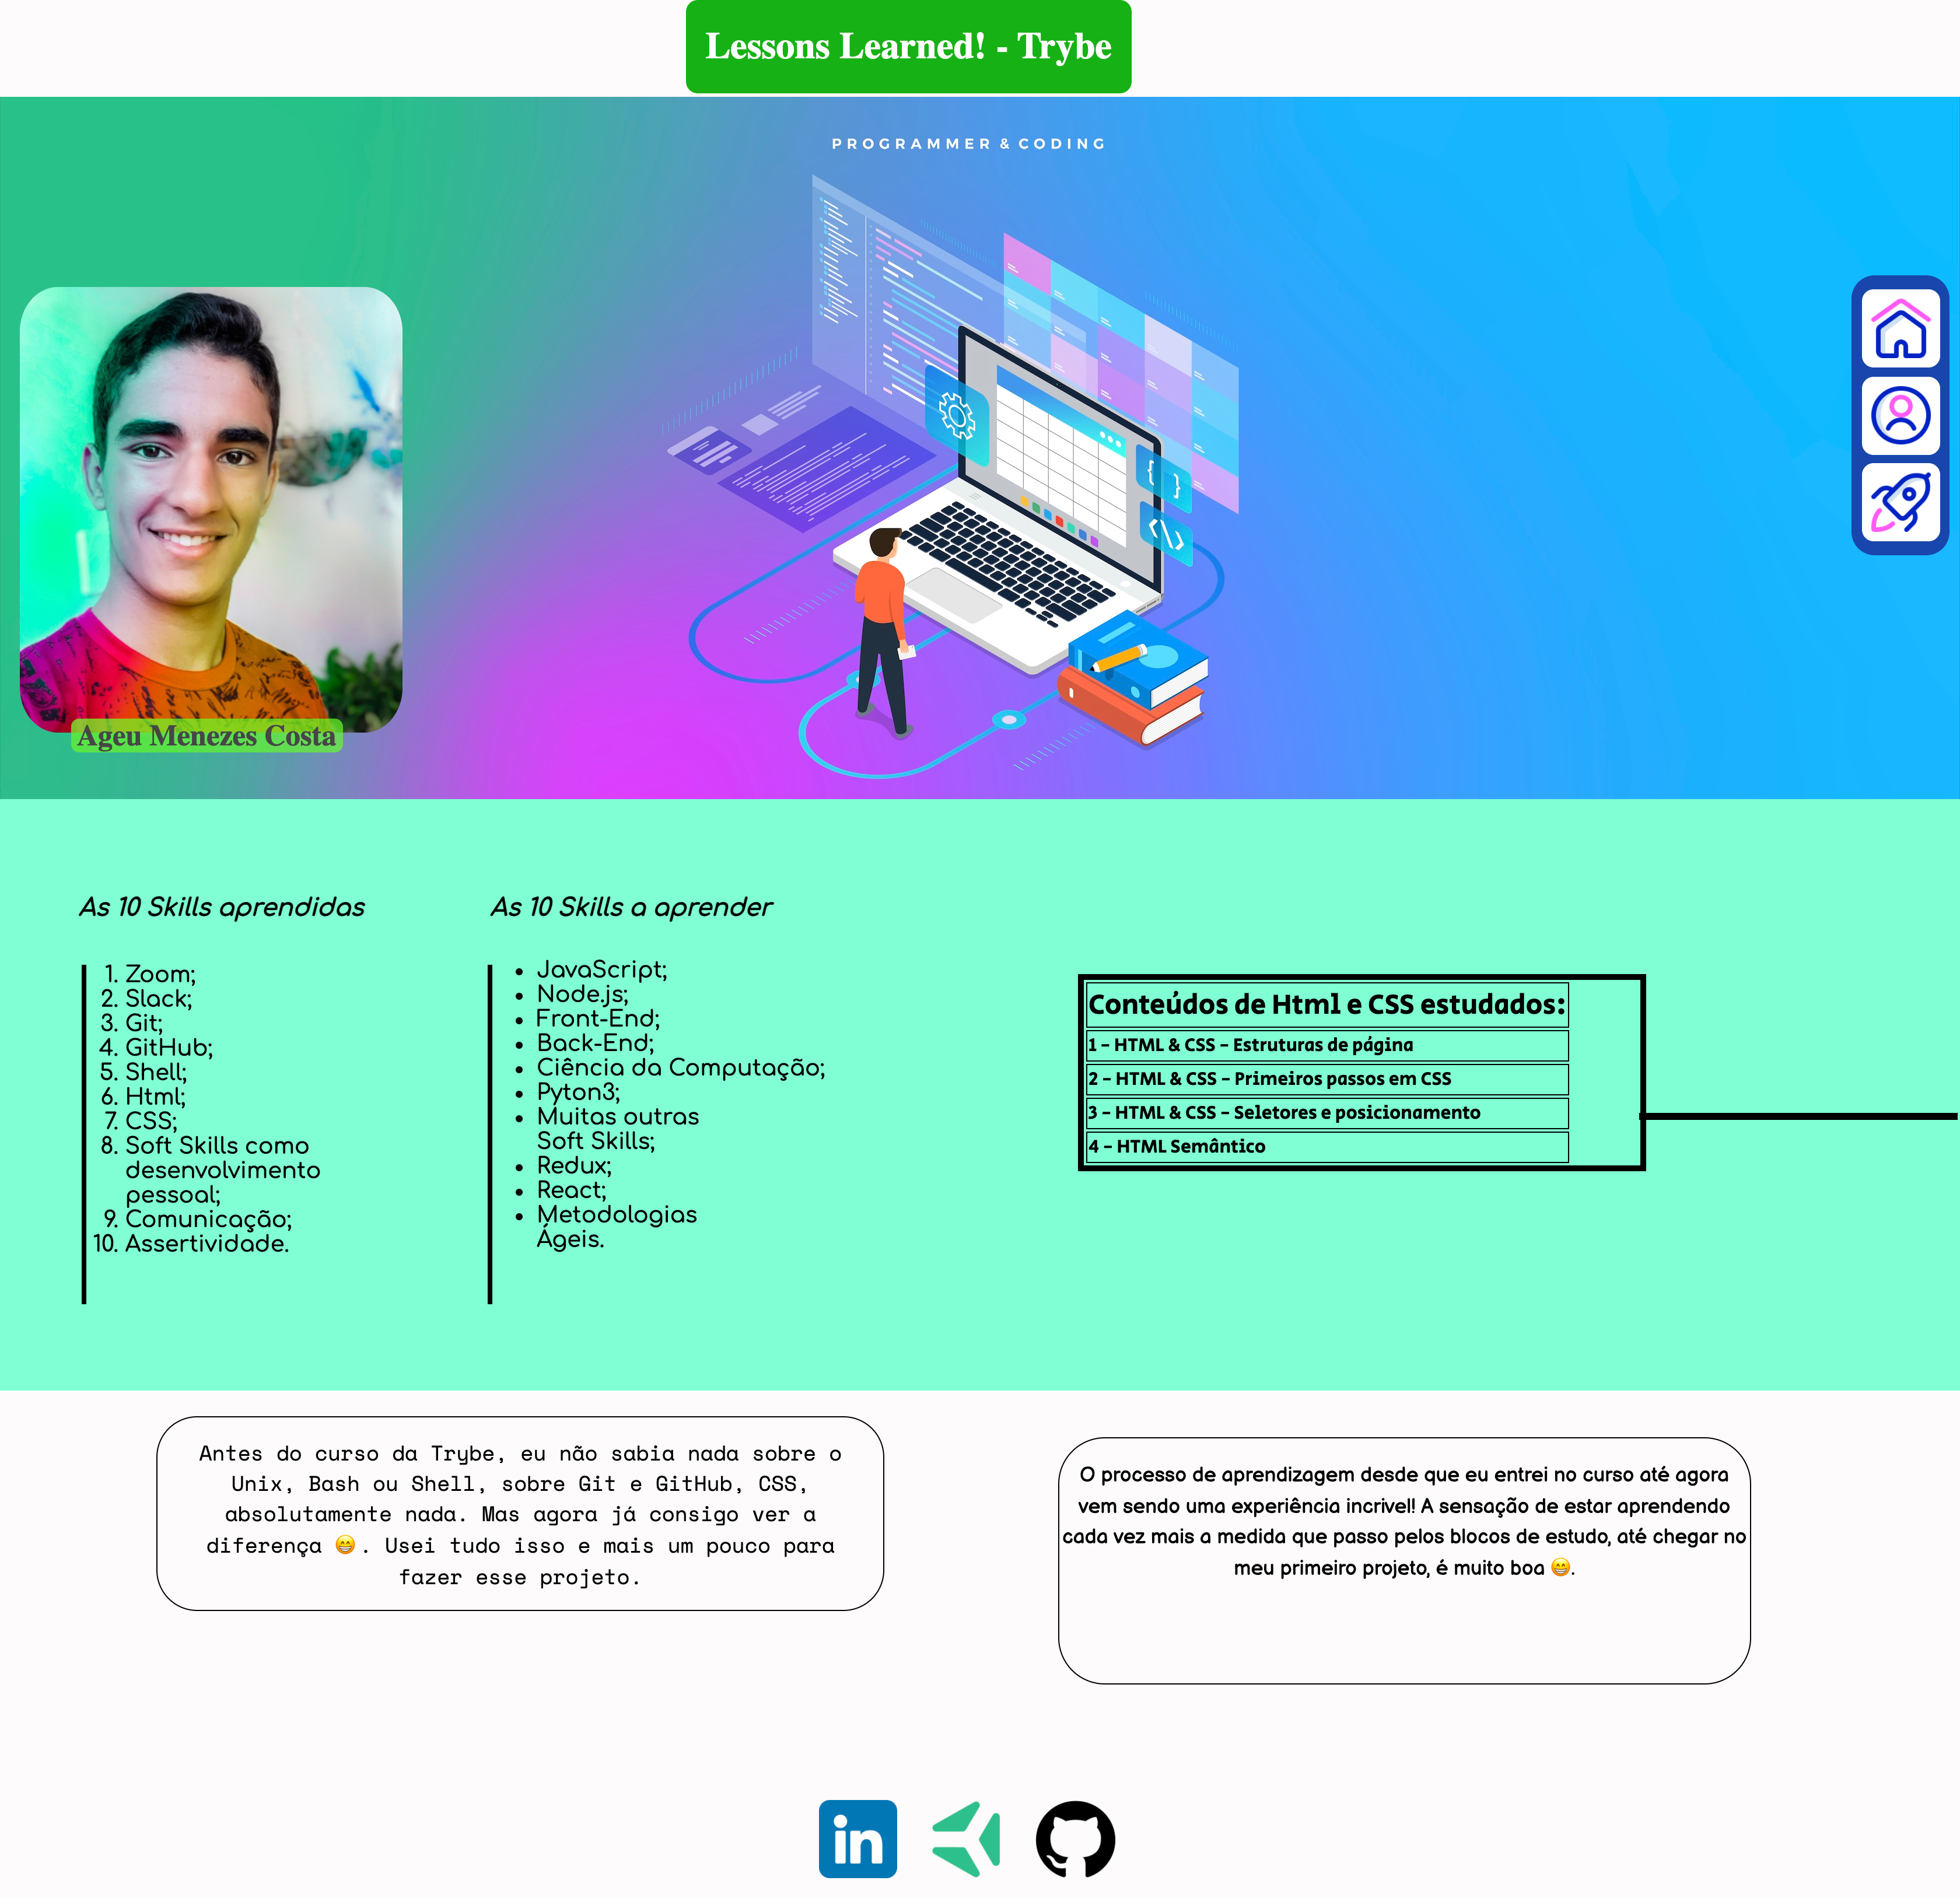 Lessons Learned! - Trybe
PROGRAMMER & CODING
Ageu Menezes Costa
As 10 Skills aprendidas
1. Zoom;
2. Slack;
3. Git;
4. GitHub;
5. Shell;
6. Html;
7. CSS;
8. Soft Skills como
desenvolvimento
pessoal;
9. Comunicação;
10. Assertividade.
As 10 Skills a aprender
• JavaScript;
• Node.js;
• Front-End;
• Back-End;
• Ciência da Computação;
• Pyton3;
• Muitas outras
Soft Skills;
• Redux;
• React;
• Metodologias
Ágeis.
Conteúdos de Html e CSS estudados:
1 - HTML & CSS - Estruturas de página
2 - HTML & CSS - Primeiros passos em CSS
3 - HTML & CSS - Seletores e posicionamento
4 - HTML Semântico
Antes do curso da Trybe, eu não sabia nada sobre o
Unix, Bash ou Shell, sobre Git e GitHub, CSS,
absolutamente nada. Mas agora já consigo ver a
diferença 😁. Usei tudo isso e mais um pouco para
fazer esse projeto.
O processo de aprendizagem desde que eu entrei no curso até agora
vem sendo uma experiência incrivel! A sensação de estar aprendendo
cada vez mais a medida que passo pelos blocos de estudo, até chegar no
meu primeiro projeto, é muito boa 😁.
in